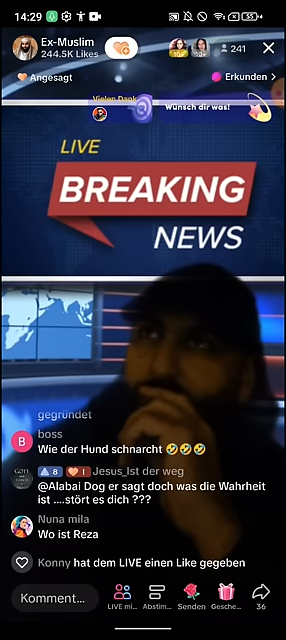 14:29
55
Ex-Muslim
244.5K Likes
241
Angesagt
Erkunden >
Vielen Dank
Wünsch dir was!
LIVE
BREAKING
NEWS
gegründet
boss
B
Wie der Hund schnarcht 🤣🤣🤣
8 I Jesus_Ist der weg
@Alabai Dog er sagt doch was die Wahrheit
ist ....stört es dich ???
Nuna mila
Wo ist Reza
Konny hat dem LIVE einen Like gegeben
Komment...
LIVE mi...
Abstim...
Senden
Gesche...
36